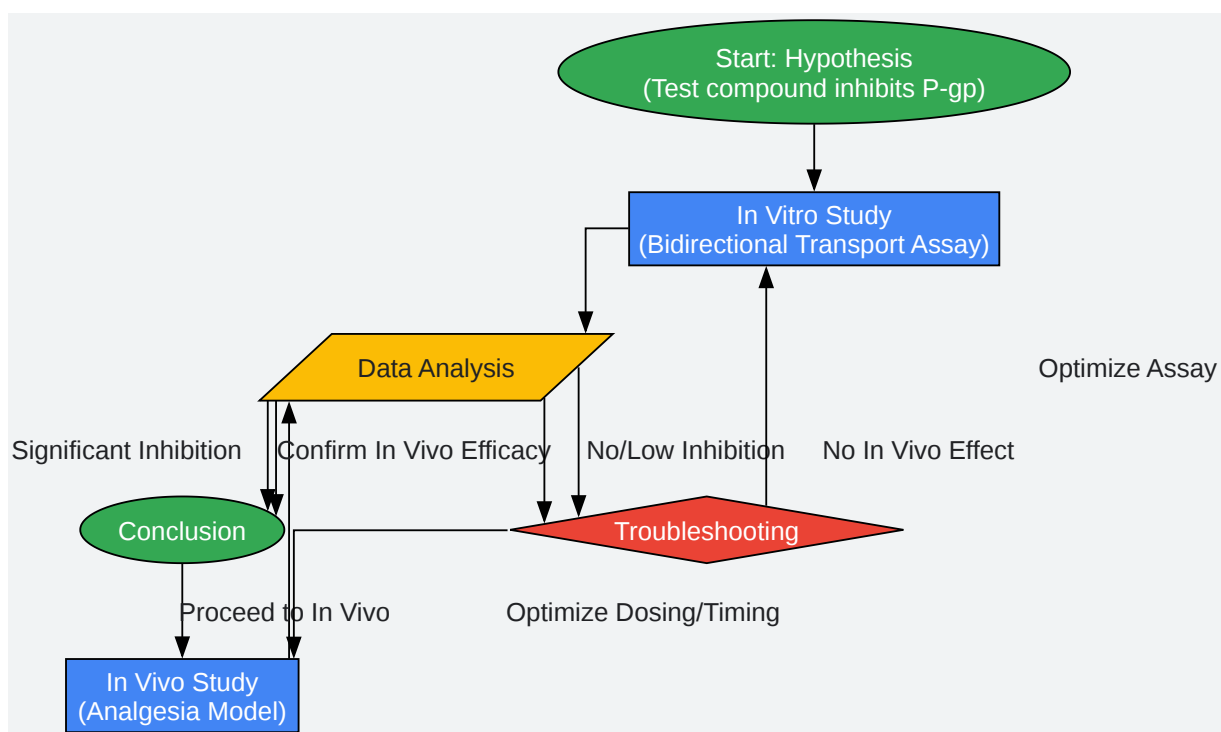 Start: Hypothesis
(Test compound inhibits P-gp)
In Vitro Study
(Bidirectional Transport Assay)
Data Analysis
Optimize Assay
Significant Inhibition
Confirm In Vivo Efficacy
No/Low Inhibition
No In Vivo Effect
Conclusion
Troubleshooting
Proceed to In Vivo
Optimize Dosing/Timing
In Vivo Study
(Analgesia Model)